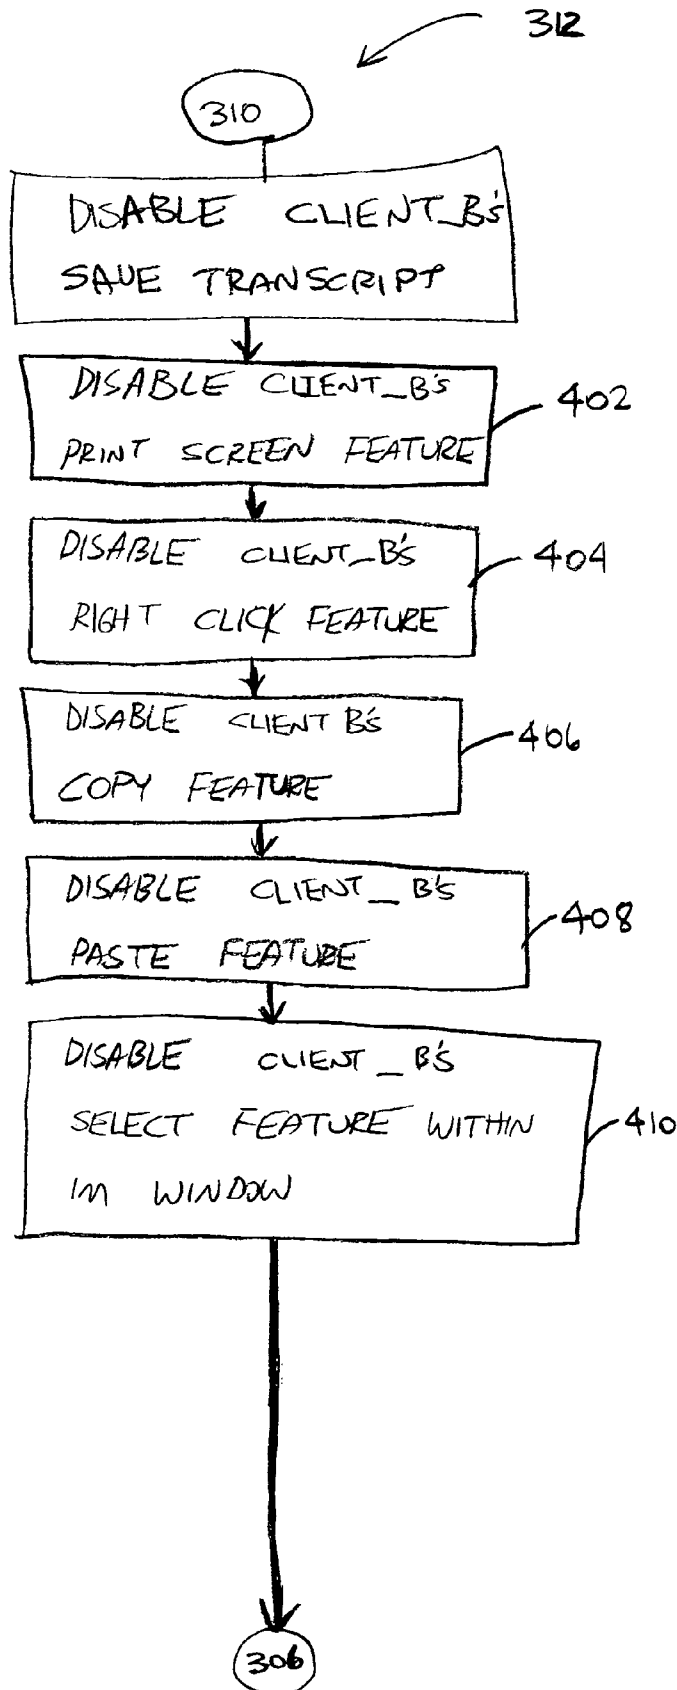 312
310
DISABLE CLIENT_B's
SAVE TRANSCRIPT
DISABLE CLIENT_B's
402
PRINT SCREEN FEATURE
DISABLE CLIENT_B's
404
RIGHT CLICK FEATURE
DISABLE CLIENT B's
406
COPY FEATURE
DISABLE CLIENT_B's
408
PASTE FEATURE
DISABLE CLIENT_B's
SELECT FEATURE WITHIN
410
IM WINDOW
306